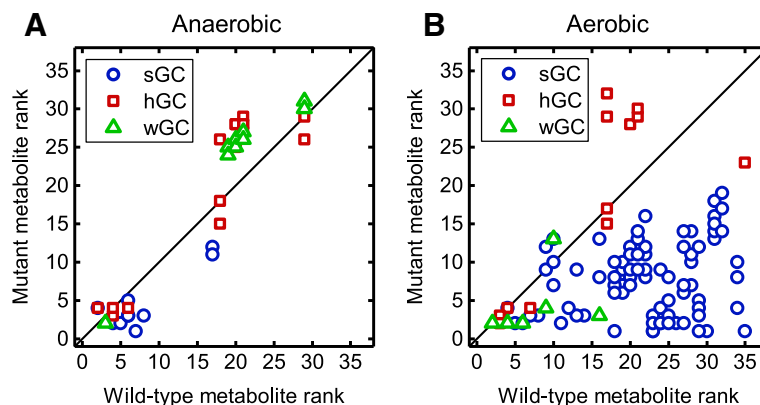 A
Anaerobic
Mutant metabolite rank
35
30
25
20
15
10
5
0
sGC
hGC
wGC
0 5 10 15 20 25 30 35
Wild-type metabolite rank
B
Aerobic
Mutant metabolite rank
35
30
25
20
15
10
5
0
sGC
hGC
wGC
0 5 10 15 20 25 30 35
Wild-type metabolite rank